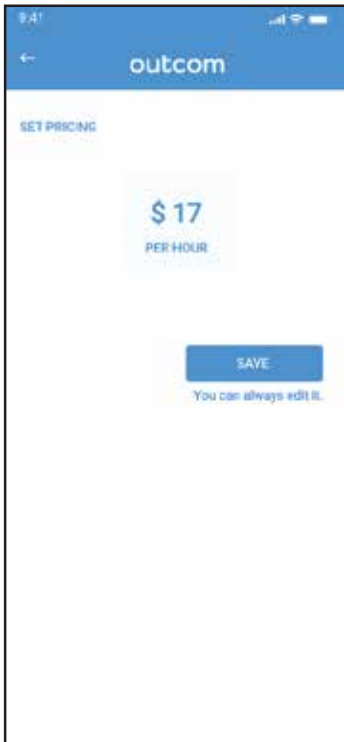 9:41
outcom
SET PRICING
$ 17
PER HOUR
SAVE
You can always edit it.